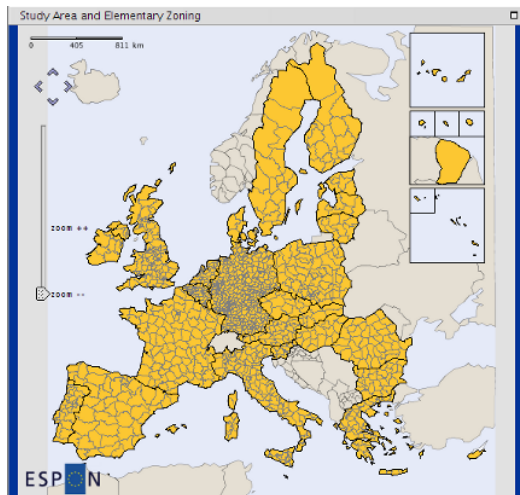 Study Area and Elementary Zoning
0 405 811 km
zoom ++
zoom --
ESPON